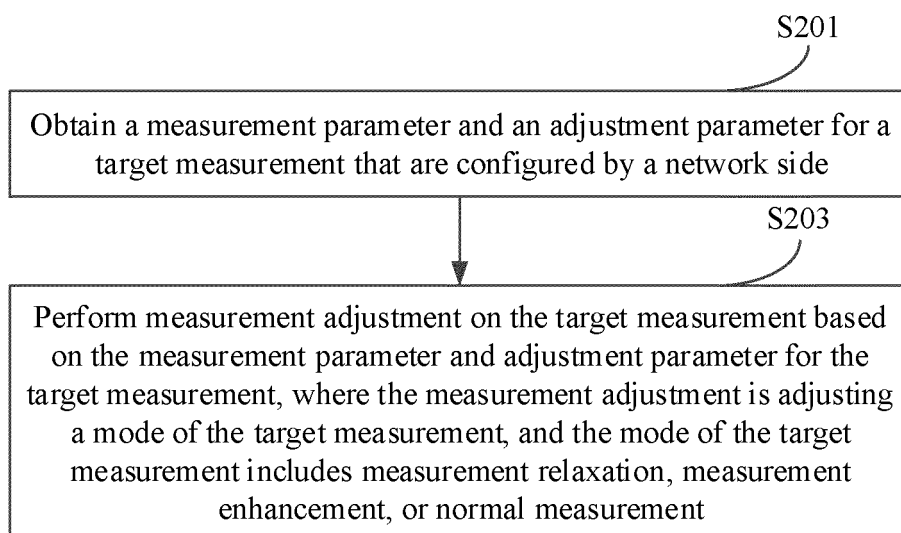 S201
Obtain a measurement parameter and an adjustment parameter for a
target measurement that are configured by a network side
S203
Perform measurement adjustment on the target measurement based
on the measurement parameter and adjustment parameter for the
target measurement, where the measurement adjustment is adjusting
a mode of the target measurement, and the mode of the target
measurement includes measurement relaxation, measurement
enhancement, or normal measurement